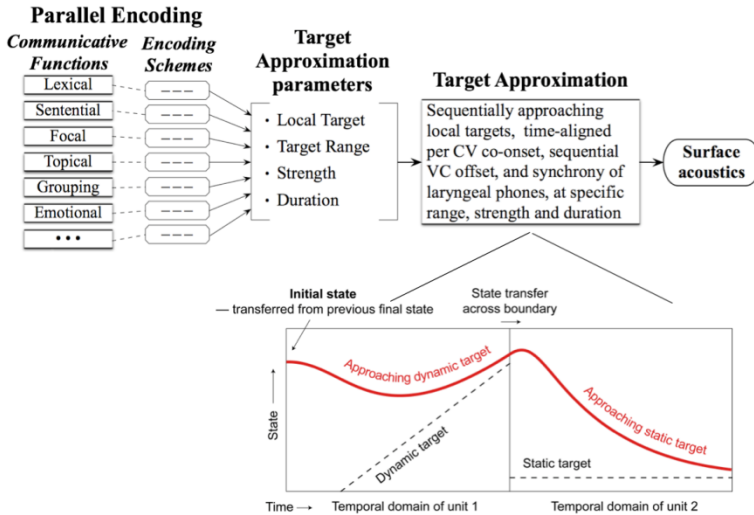 Parallel Encoding
Communicative Functions
Encoding Schemes
Lexical
Sentential
Focal
Topical
Grouping
Emotional
• • •
– – –
– – –
– – –
– – –
– – –
– – –
– – –
Target
Approximation
parameters
• Local Target
• Target Range
• Strength
• Duration
Target Approximation
Sequentially approaching
local targets, time-aligned
per CV co-onset, sequential
VC offset, and synchrony of
laryngeal phones, at specific
range, strength and duration
Surface
acoustics
Initial state
— transferred from previous final state
State transfer
across boundary
State
Approaching dynamic target
Dynamic target
Approaching static target
Static target
Time
Temporal domain of unit 1
Temporal domain of unit 2